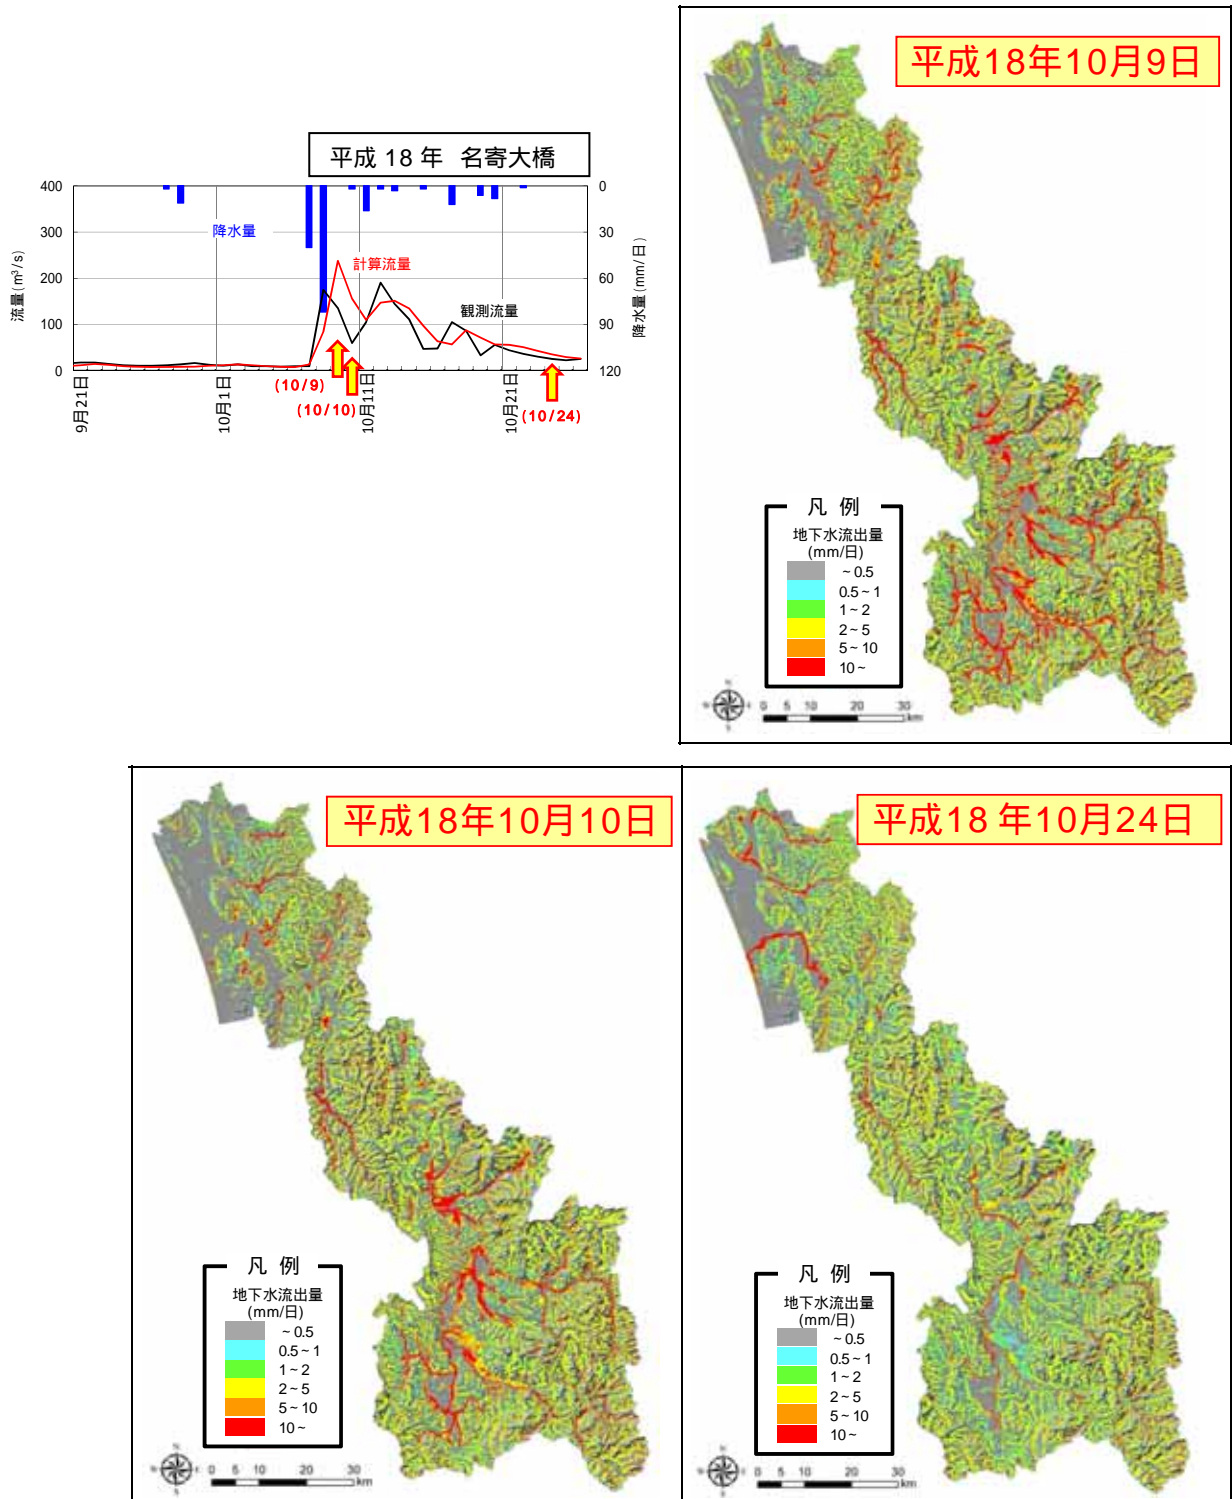 平成18年10月9日
平成 18 年 名寄大橋
400
300
200
100
0
流量(m³/s)
0
30
60
90
120
降水量(mm/日)
降水量
計算流量
観測流量
(10/9)
(10/10)
(10/24)
9月21日
10月1日
10月11日
10月21日
凡 例
地下水流出量
(mm/日)
~0.5
0.5~1
1~2
2~5
5~10
10~
N
S
0 5 10 20 30
km
平成18年10月10日
凡 例
地下水流出量
(mm/日)
~0.5
0.5~1
1~2
2~5
5~10
10~
N
S
0 5 10 20 30
km
平成18 年10月24日
凡 例
地下水流出量
(mm/日)
~0.5
0.5~1
1~2
2~5
5~10
10~
N
S
0 5 10 20 30
km